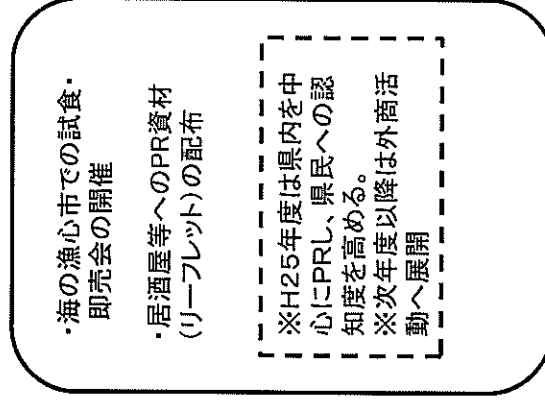 ・海の漁心市での試食・
即売会の開催
・居酒屋等へのPR資材
(リーフレット)の配布
※H25年度は県内を中
心にPRし、県民への認
知度を高める。
※次年度以降は外商活
動へ展開